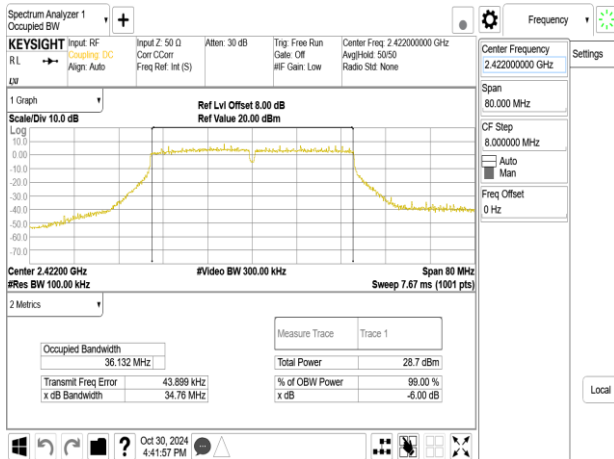 Spectrum Analyzer 1
Occupied BW
+
Frequency
KEYSIGHT
RL
LXI
Input: RF
Coupling: DC
Align: Auto
Input Z: 50 Ω
Corr CCorr
Freq Ref: Int (S)
Atten: 30 dB
Trig: Free Run
Gate: Off
#IF Gain: Low
Center Freq: 2.422000000 GHz
Avg|Hold: 50/50
Radio Std: None
Center Frequency
2.422000000 GHz
Settings
Span
80.000 MHz
CF Step
8.000000 MHz
Auto
Man
Freq Offset
0 Hz
Local
1 Graph
Scale/Div 10.0 dB
Ref Lvl Offset 8.00 dB
Ref Value 20.00 dBm
Log
10.0
0.00
-10.0
-20.0
-30.0
-40.0
-50.0
-60.0
-70.0
Center 2.42200 GHz
#Res BW 100.00 kHz
#Video BW 300.00 kHz
Span 80 MHz
Sweep 7.67 ms (1001 pts)
2 Metrics
Measure Trace
Trace 1
Occupied Bandwidth
36.132 MHz
Total Power
28.7 dBm
Transmit Freq Error
43.899 kHz
% of OBW Power
99.00 %
x dB Bandwidth
34.76 MHz
x dB
-6.00 dB
?
Oct 30, 2024
4:41:57 PM